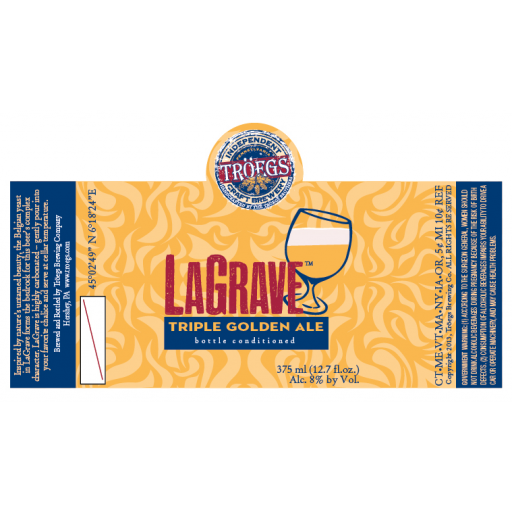 INDEPENDENT
PENNSYLVANIA
TROEGS
CRAFT BREWERY
Inspired by nature's untamed beauty, the Belgian yeast
in LaGrave forms the bedrock for this beer's complex
character. LaGrave is highly carbonated – gently pour into
your favorite chalice and serve at cellar temperature.
Brewed and Bottled by Tröegs Brewing Company
Hershey, PA www.troegs.com
45°02'49" N 6°18'24"E
LAGRAVE™
TRIPLE GOLDEN ALE
bottle conditioned
375 ml (12.7 fl.oz.)
Alc. 8% by Vol.
CT-ME-VT-MA-NY-IA-OR, 5¢ MI 10¢ REF
Copyright 2013, Tröegs Brewing Co. ALL RIGHTS RESERVED
GOVERNMENT WARNING: (1) ACCORDING TO THE SURGEON GENERAL, WOMEN SHOULD
NOT DRINK ALCOHOLIC BEVERAGES DURING PREGNANCY BECAUSE OF THE RISK OF BIRTH
DEFECTS. (2) CONSUMPTION OF ALCOHOLIC BEVERAGES IMPAIRS YOUR ABILITY TO DRIVE A
CAR OR OPERATE MACHINERY, AND MAY CAUSE HEALTH PROBLEMS.